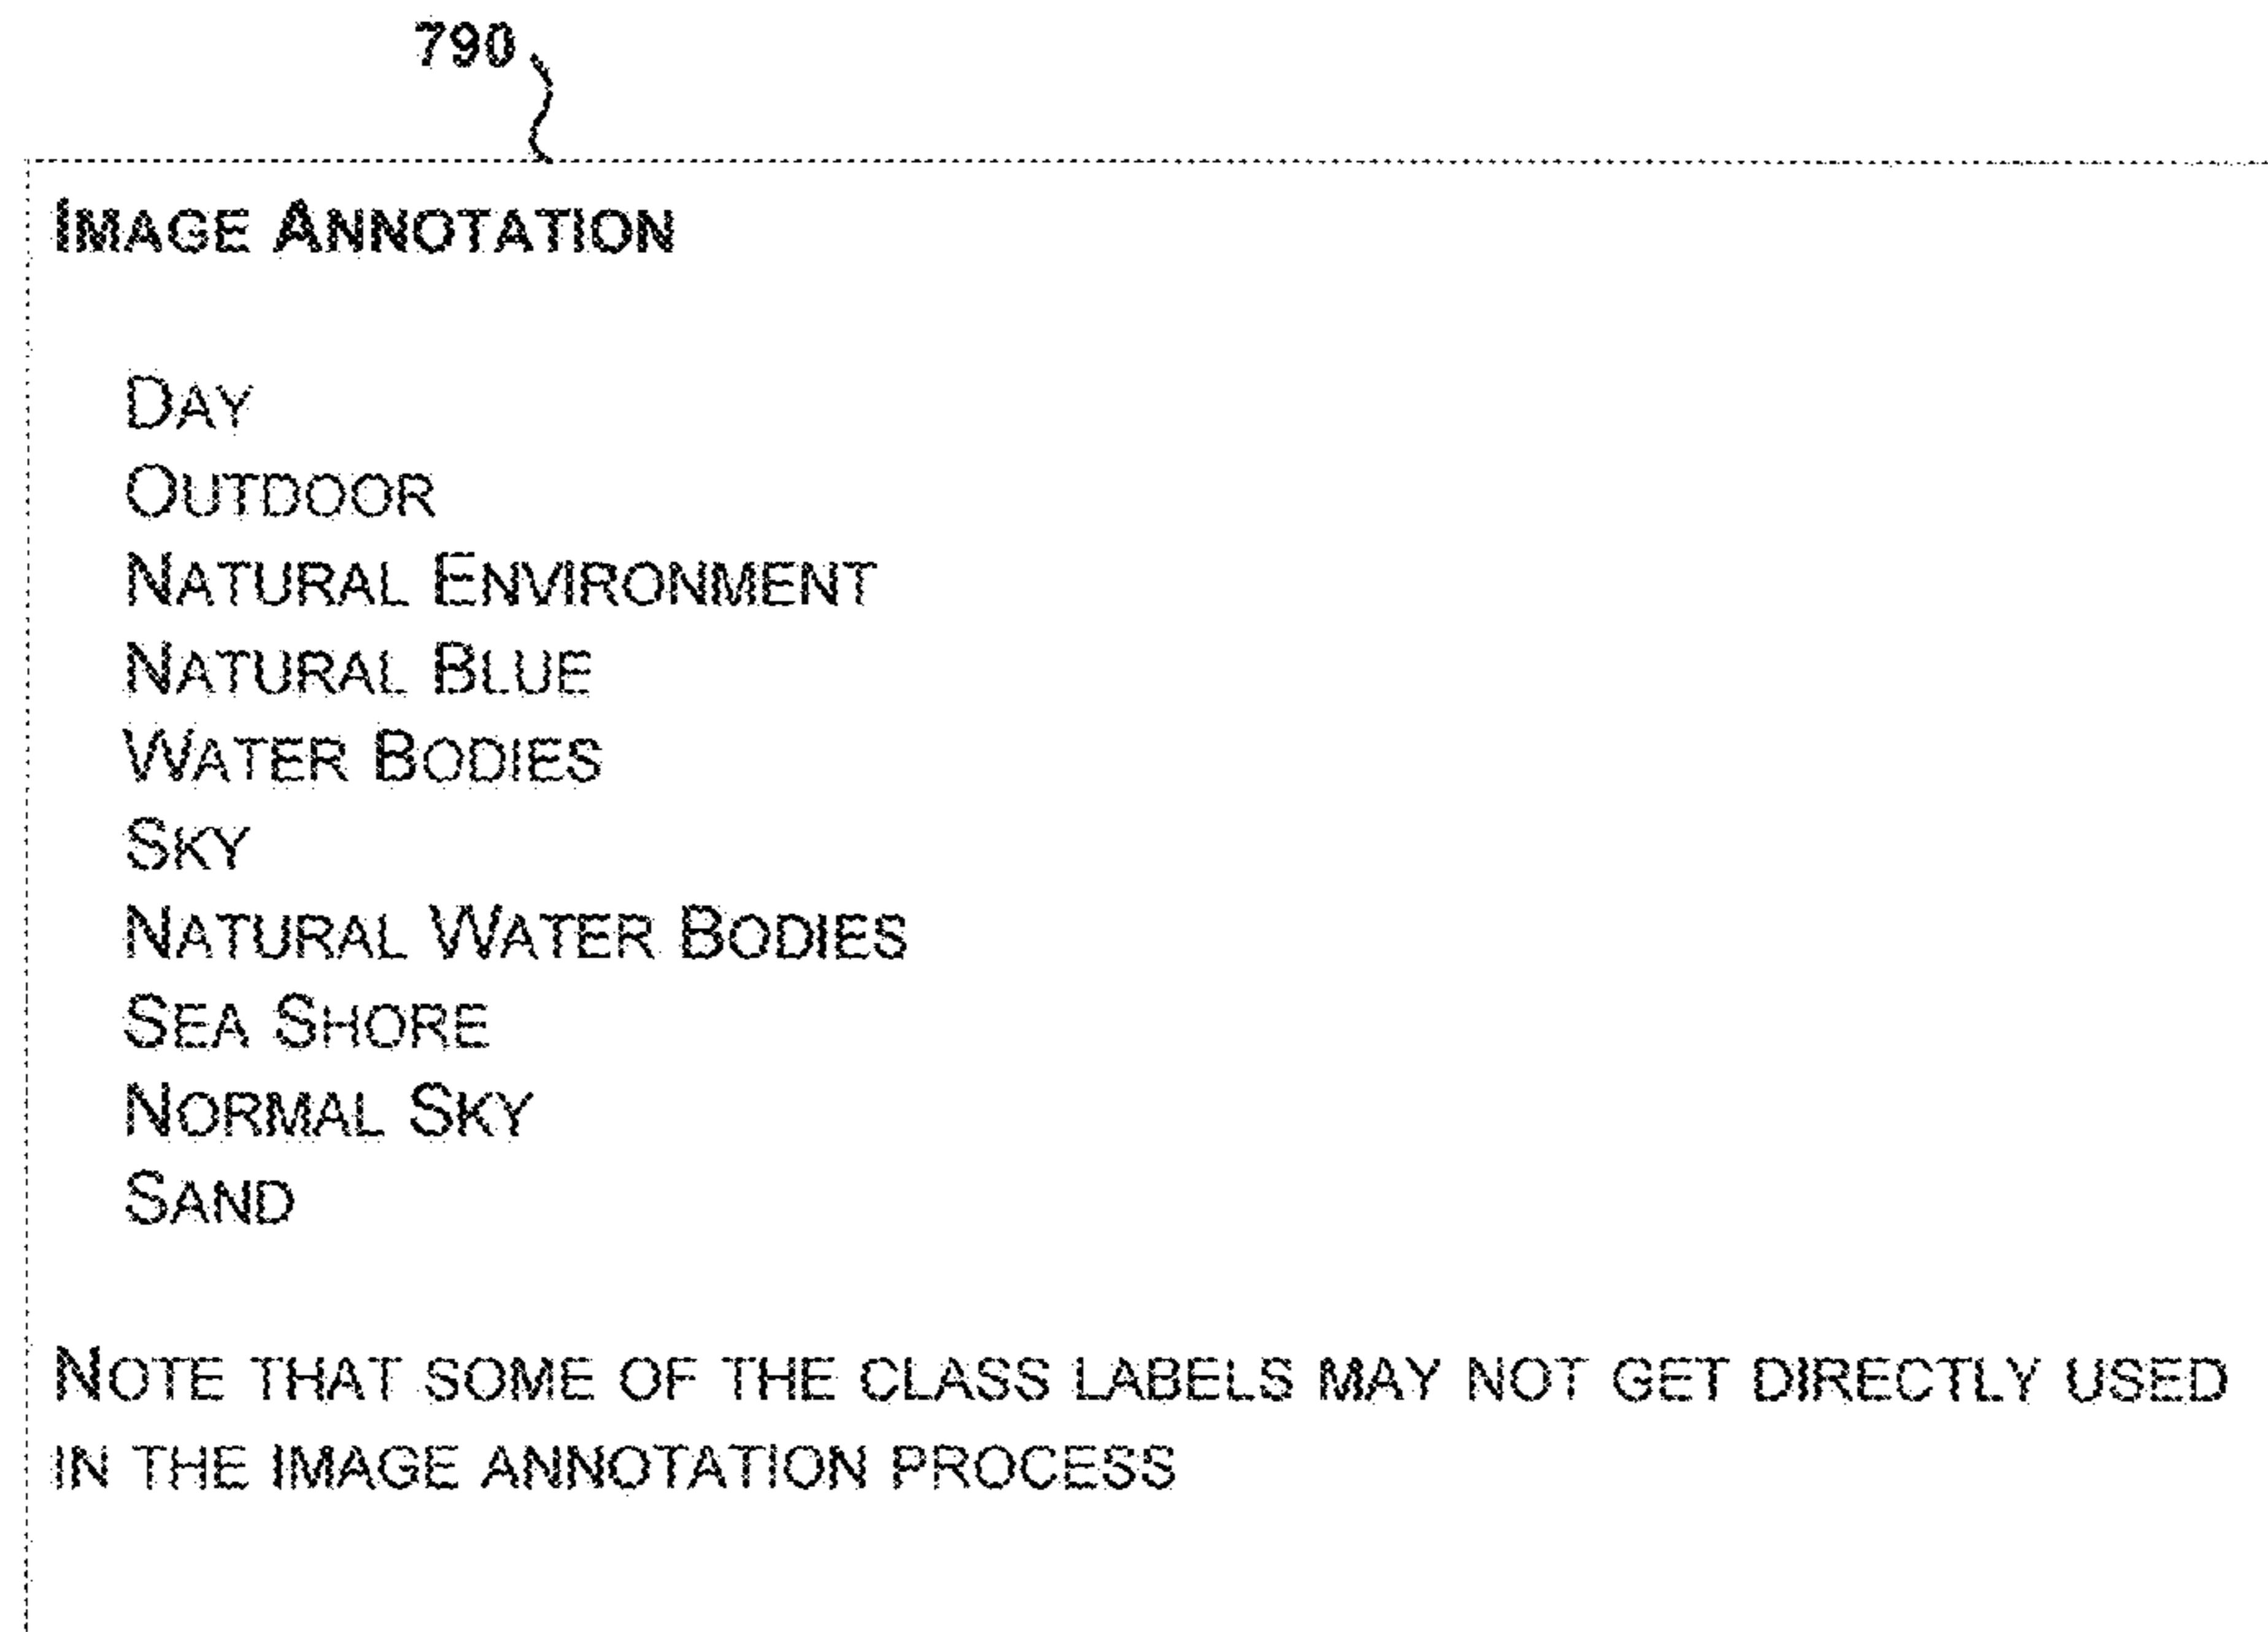 790
IMAGE ANNOTATION
DAY
OUTDOOR
NATURAL ENVIRONMENT
NATURAL BLUE
WATER BODIES
SKY
NATURAL WATER BODIES
SEA SHORE
NORMAL SKY
SAND
NOTE THAT SOME OF THE CLASS LABELS MAY NOT GET DIRECTLY USED
IN THE IMAGE ANNOTATION PROCESS